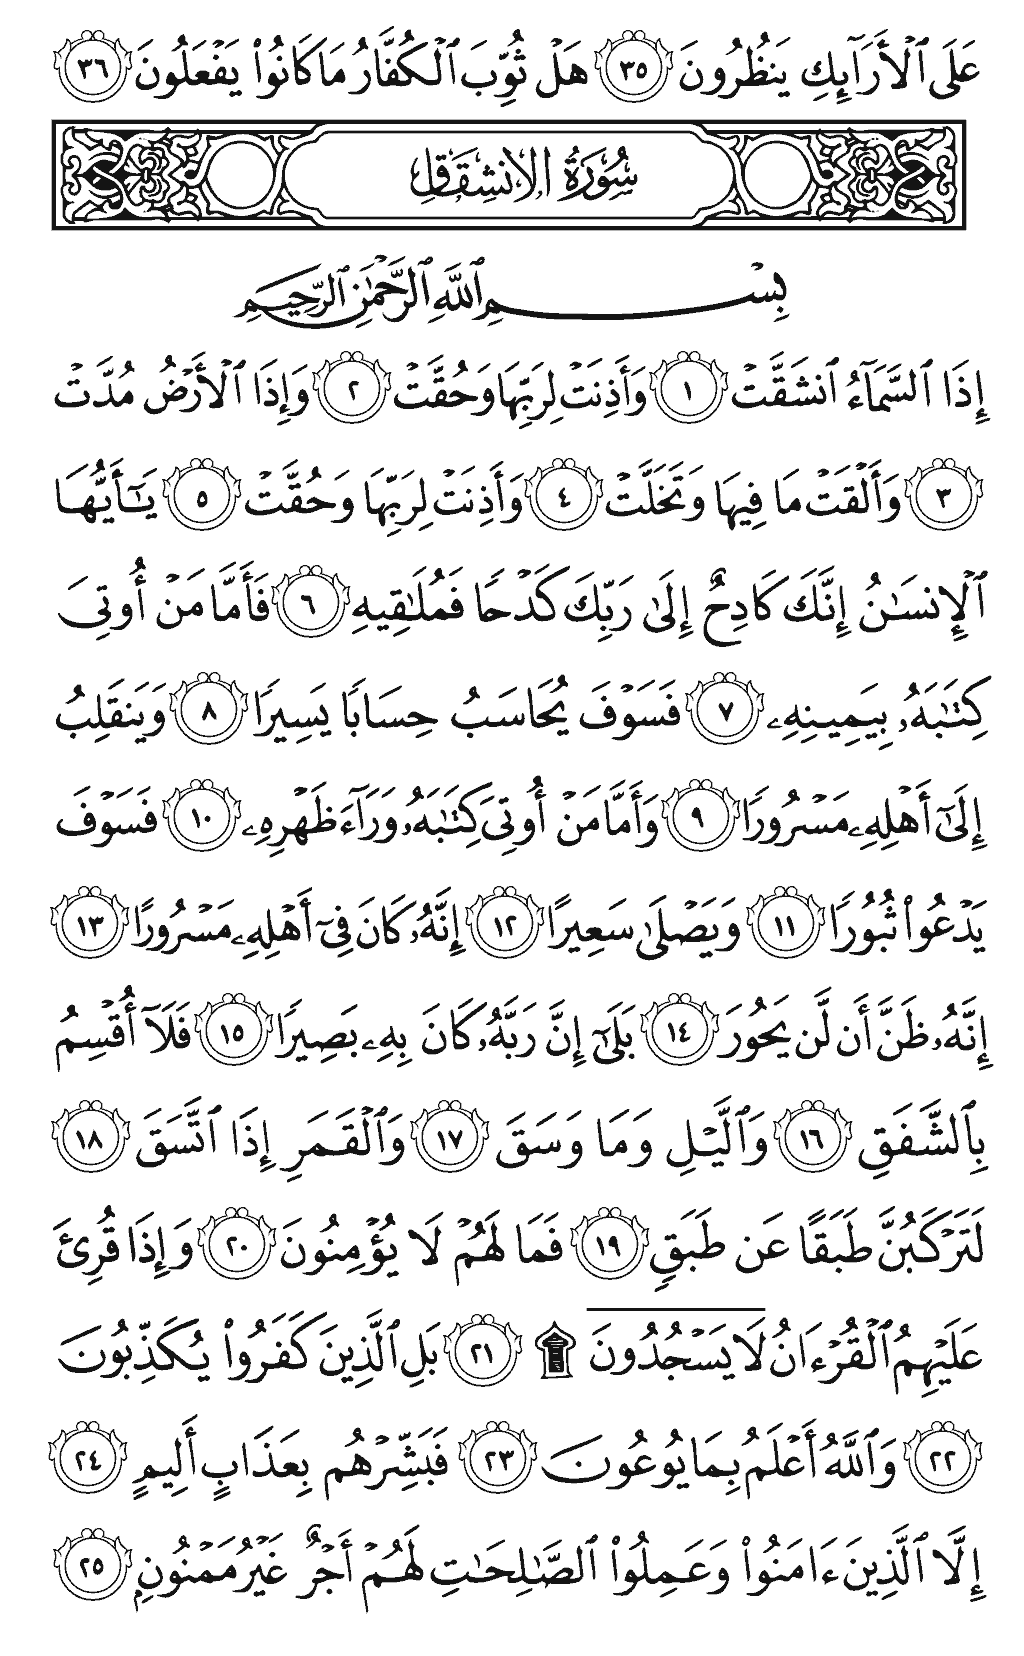 عَلَى ٱلْأَرَآئِكِ يَنظُرُونَ ٣٥ هَلْ ثُوِّبَ ٱلْكُفَّارُ مَا كَانُوا۟ يَفْعَلُونَ ٣٦
سُورَةُ الانشقاق
بِسْمِ ٱللَّهِ ٱلرَّحْمَٰنِ ٱلرَّحِيمِ
إِذَا ٱلسَّمَآءُ ٱنشَقَّتْ ١ وَأَذِنَتْ لِرَبِّهَا وَحُقَّتْ ٢ وَإِذَا ٱلْأَرْضُ مُدَّتْ
٣ وَأَلْقَتْ مَا فِيهَا وَتَخَلَّتْ ٤ وَأَذِنَتْ لِرَبِّهَا وَحُقَّتْ ٥ يَٰٓأَيُّهَا
ٱلْإِنسَٰنُ إِنَّكَ كَادِحٌ إِلَىٰ رَبِّكَ كَدْحًا فَمُلَٰقِيهِ ٦ فَأَمَّا مَنْ أُوتِىَ
كِتَٰبَهُۥ بِيَمِينِهِۦ ٧ فَسَوْفَ يُحَاسَبُ حِسَابًا يَسِيرًا ٨ وَيَنقَلِبُ
إِلَىٰٓ أَهْلِهِۦ مَسْرُورًا ٩ وَأَمَّا مَنْ أُوتِىَ كِتَٰبَهُۥ وَرَآءَ ظَهْرِهِۦ ١٠ فَسَوْفَ
يَدْعُوا۟ ثُبُورًا ١١ وَيَصْلَىٰ سَعِيرًا ١٢ إِنَّهُۥ كَانَ فِىٓ أَهْلِهِۦ مَسْرُورًا ١٣
إِنَّهُۥ ظَنَّ أَن لَّن يَحُورَ ١٤ بَلَىٰٓ إِنَّ رَبَّهُۥ كَانَ بِهِۦ بَصِيرًا ١٥ فَلَآ أُقْسِمُ
بِٱلشَّفَقِ ١٦ وَٱلَّيْلِ وَمَا وَسَقَ ١٧ وَٱلْقَمَرِ إِذَا ٱتَّسَقَ ١٨
لَتَرْكَبُنَّ طَبَقًا عَن طَبَقٍ ١٩ فَمَا لَهُمْ لَا يُؤْمِنُونَ ٢٠ وَإِذَا قُرِئَ
عَلَيْهِمُ ٱلْقُرْءَانُ لَا يَسْجُدُونَ ۩ ٢١ بَلِ ٱلَّذِينَ كَفَرُوا۟ يُكَذِّبُونَ
٢٢ وَٱللَّهُ أَعْلَمُ بِمَا يُوعُونَ ٢٣ فَبَشِّرْهُم بِعَذَابٍ أَلِيمٍ ٢٤
إِلَّا ٱلَّذِينَ ءَامَنُوا۟ وَعَمِلُوا۟ ٱلصَّٰلِحَٰتِ لَهُمْ أَجْرٌ غَيْرُ مَمْنُونٍۭ ٢٥